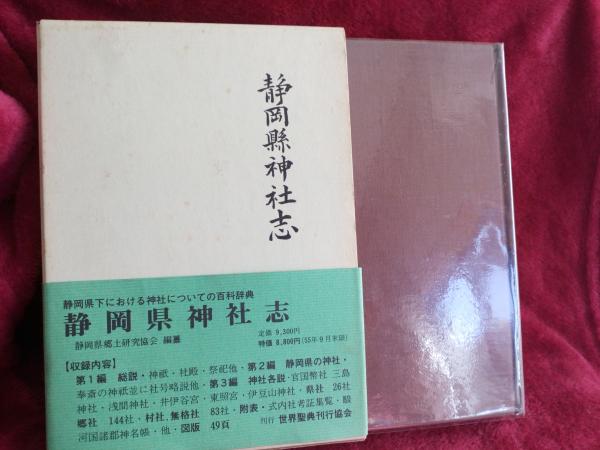 静岡縣神社志
静岡県下における神社についての百科辞典
静岡県神社志
静岡県郷土研究協会 編纂
定価 9,300円
特価 8,800円(55年9月末迄)
【収録内容】
第1編 総説・神祇・社殿・祭祀他・第2編 静岡県の神社・
奉斎の神祇並に社号略説他・第3編 神社各説・官国幣社 三島
神社・浅間神社・井伊谷宮・東照宮・伊豆山神社・県社 26社
郷社 144社・村社、無格社 83社・附表・式内社考証集覧・駿
河国諸郡神名帳・他・図版 49頁
刊行 世界聖典刊行協会